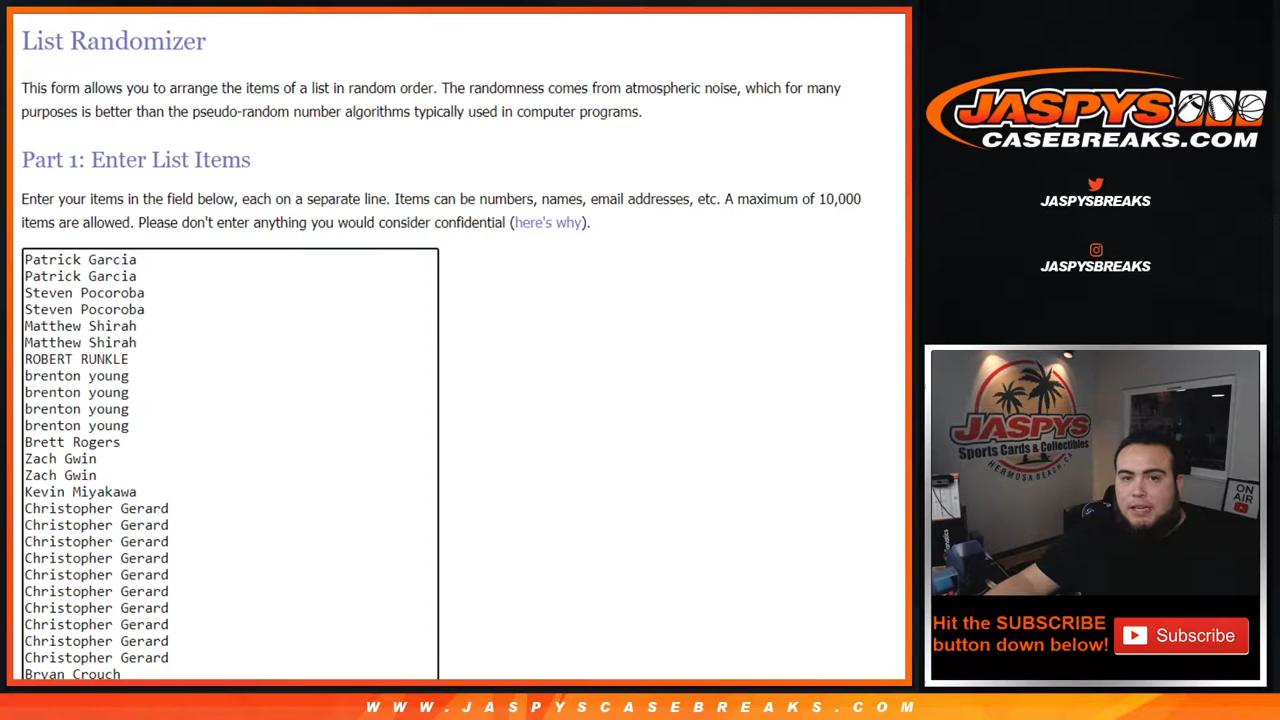 List Randomizer
This form allows you to arrange the items of a list in random order. The randomness comes from atmospheric noise, which for many
purposes is better than the pseudo-random number algorithms typically used in computer programs.
Part 1: Enter List Items
Enter your items in the field below, each on a separate line. Items can be numbers, names, email addresses, etc. A maximum of 10,000
items are allowed. Please don't enter anything you would consider confidential (here's why).
Patrick Garcia
Patrick Garcia
Steven Pocoroba
Steven Pocoroba
Matthew Shirah
Matthew Shirah
ROBERT RUNKLE
brenton young
brenton young
brenton young
brenton young
Brett Rogers
Zach Gwin
Zach Gwin
Kevin Miyakawa
Christopher Gerard
Christopher Gerard
Christopher Gerard
Christopher Gerard
Christopher Gerard
Christopher Gerard
Christopher Gerard
Christopher Gerard
Christopher Gerard
Christopher Gerard
Bryan Crouch
JASPYS
CASEBREAKS.COM
JASPYSBREAKS
JASPYSBREAKS
JASPYS
Sports Cards & Collectibles
HERMOSA BEACH, CA
ON
AIR
Fanatics
Hit the SUBSCRIBE
button down below!
Subscribe
WWW.JASPYSCASEBREAKS.COM